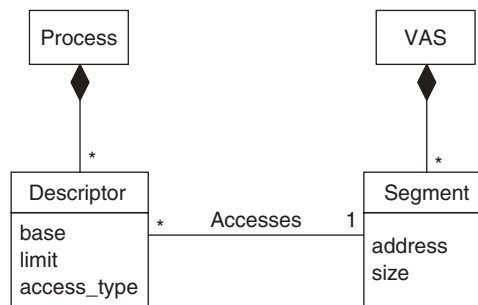 Process
VAS
*
*
Descriptor
Segment
* Accesses 1
base
limit
access_type
address
size